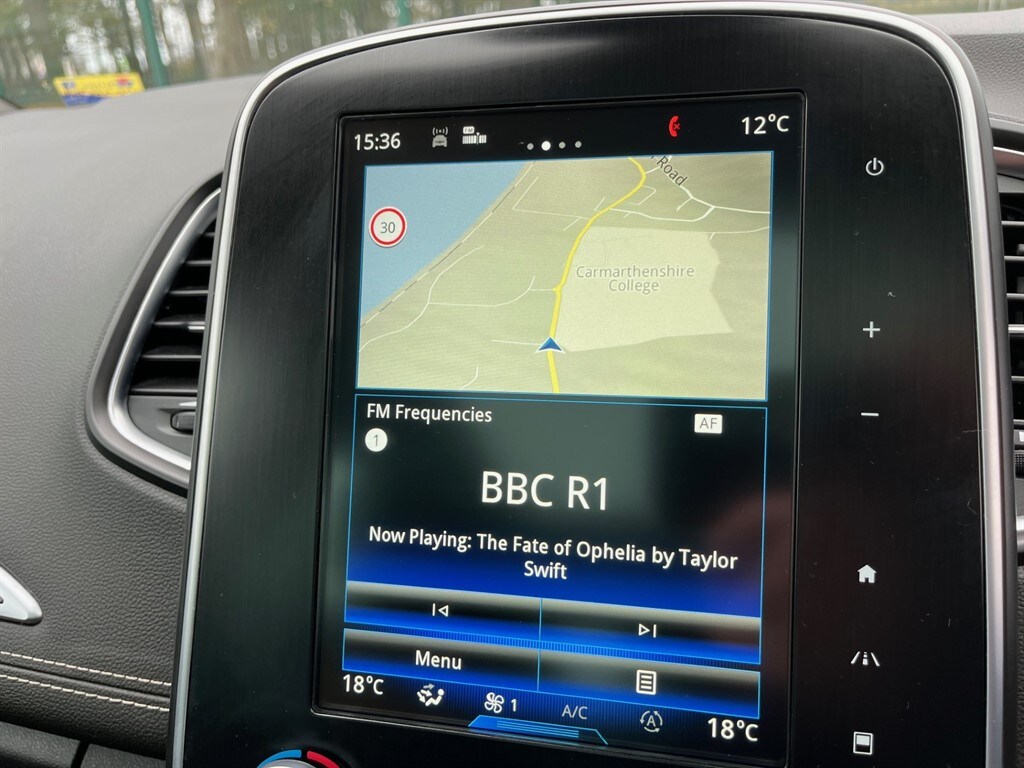 15:36
FM
12°C
Road
30
Carmarthenshire
College
FM Frequencies
AF
1
BBC R1
Now Playing: The Fate of Ophelia by Taylor
Swift
Menu
18°C
1
A/C
A
18°C